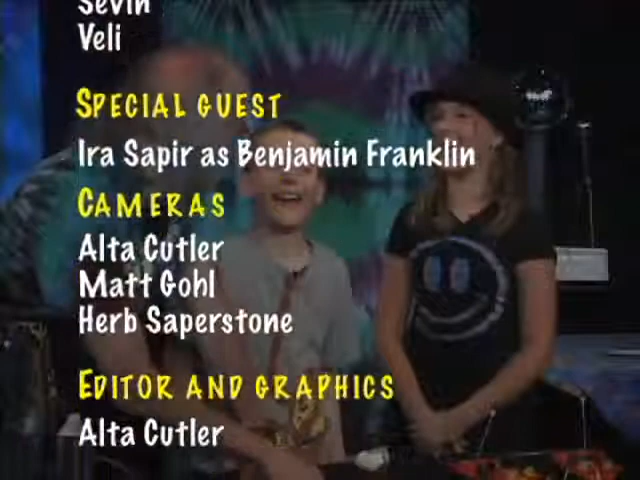 Sevin
Veli
SPECIAL GUEST
Ira Sapir as Benjamin Franklin
CAMERAS
Alta Cutler
Matt Gohl
Herb Saperstone
EDITOR AND GRAPHICS
Alta Cutler